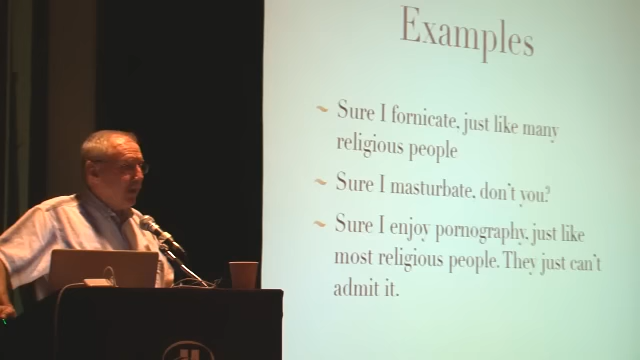 Examples
Sure I fornicate, just like many
religious people
Sure I masturbate, don't you?
Sure I enjoy pornography, just like
most religious people. They just can't
admit it.